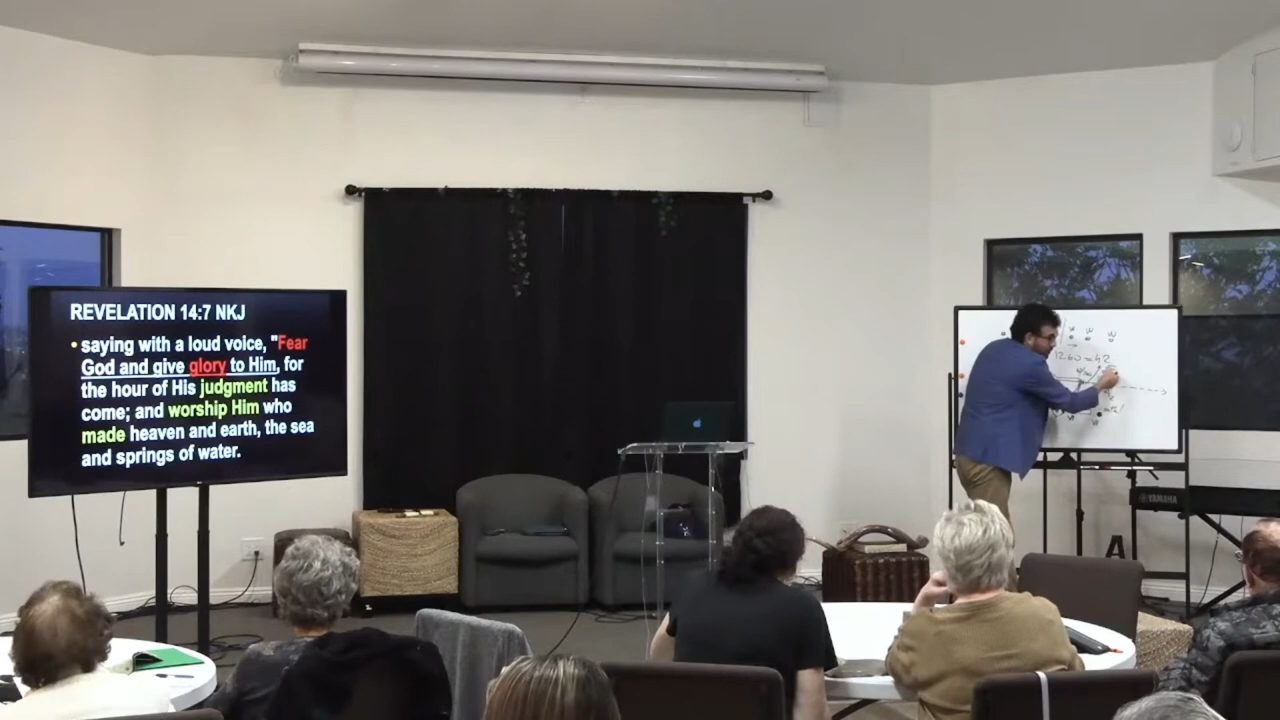 REVELATION 14:7 NKJ
• saying with a loud voice, "Fear
God and give glory to Him, for
the hour of His judgment has
come; and worship Him who
made heaven and earth, the sea
and springs of water.
W W W
1260 = 42
YAMAHA